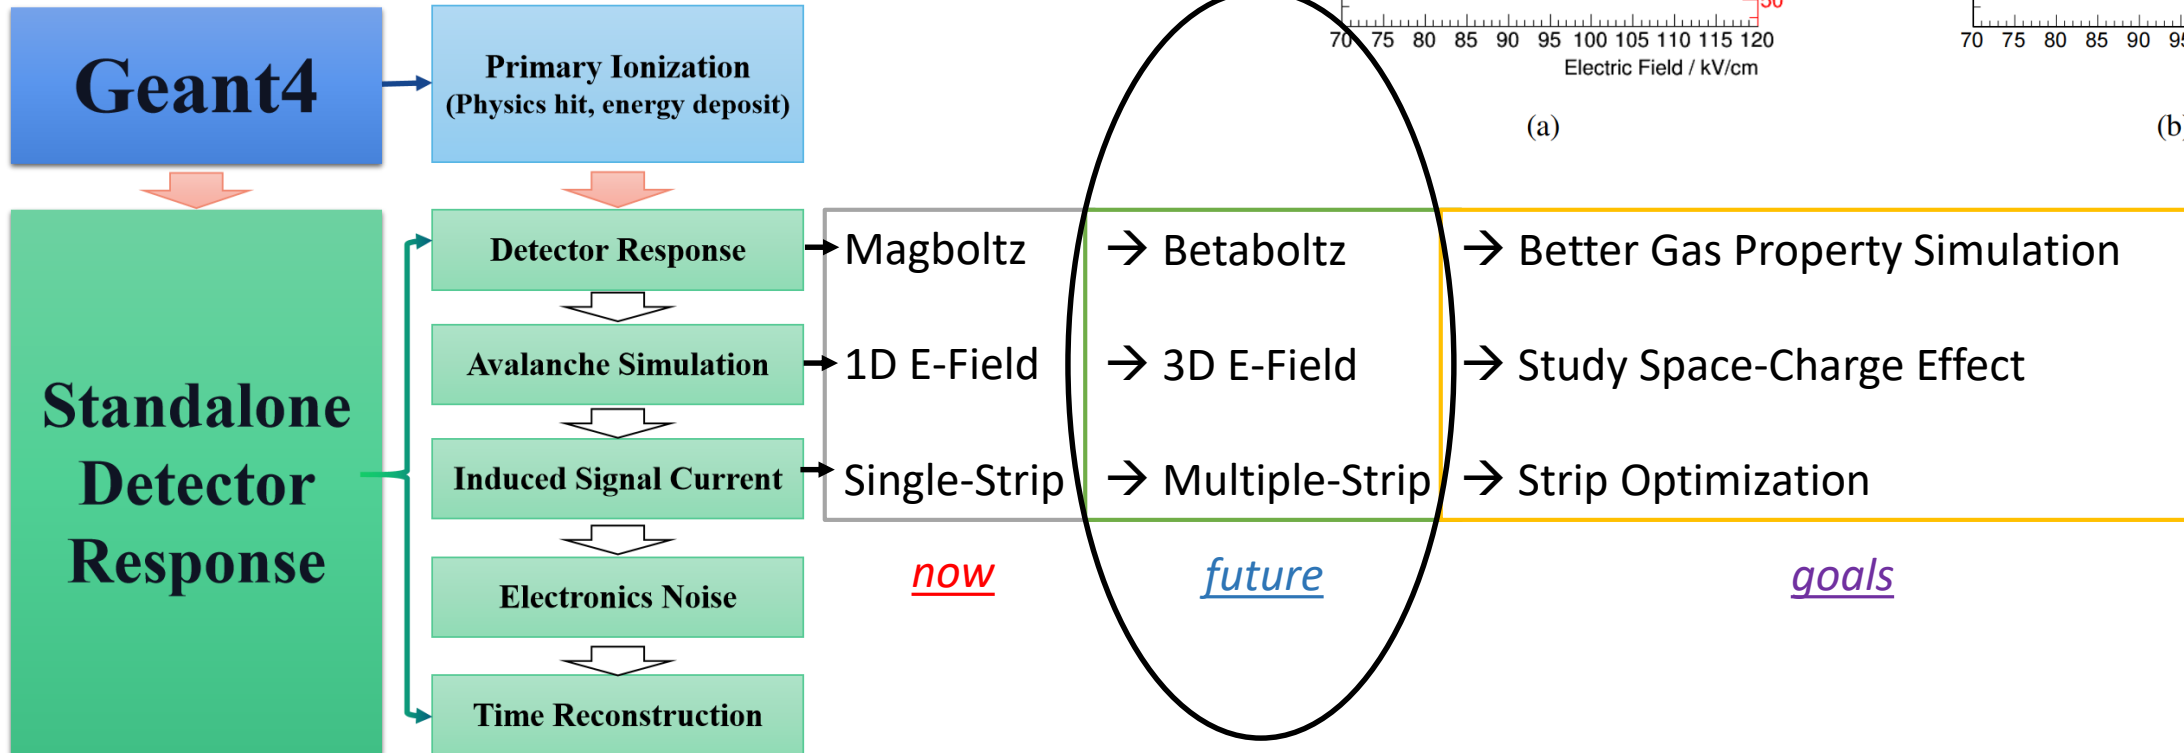 Geant4
Primary Ionization
(Physics hit, energy deposit)
50
70 75 80 85 90 95 100 105 110 115 120
Electric Field / kV/cm
(a)
70 75 80 85 90
(b
Standalone
Detector
Response
Detector Response
Avalanche Simulation
Induced Signal Current
Electronics Noise
Time Reconstruction
Magboltz → Betaboltz → Better Gas Property Simulation
1D E-Field → 3D E-Field → Study Space-Charge Effect
Single-Strip → Multiple-Strip → Strip Optimization
now future goals